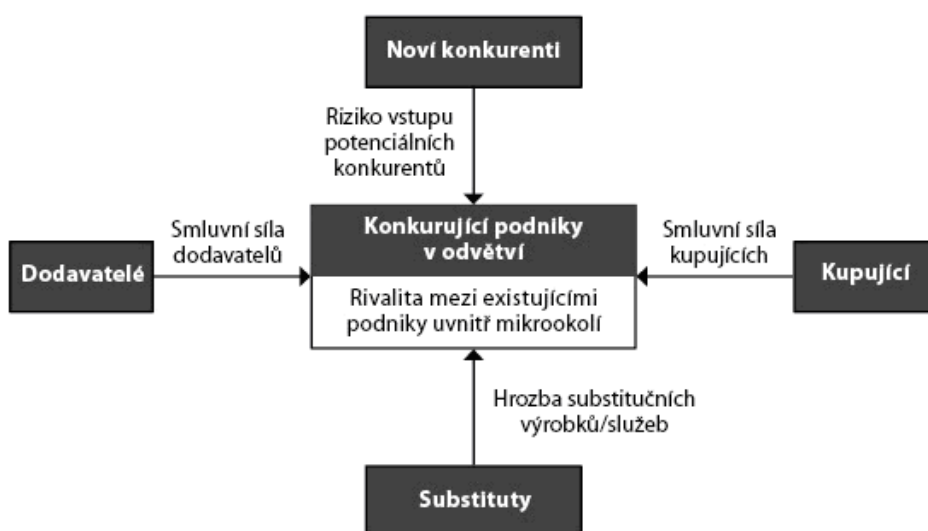 Noví konkurenti
Riziko vstupu
potenciálních
konkurentů
Smluvní síla
dodavatelů
Dodavatelé
Konkurující podniky
v odvětví
Rivalita mezi existujícími
podniky uvnitř mikrookolí
Smluvní síla
kupujících
Kupující
Hrozba substitučních
výrobků/služeb
Substituty